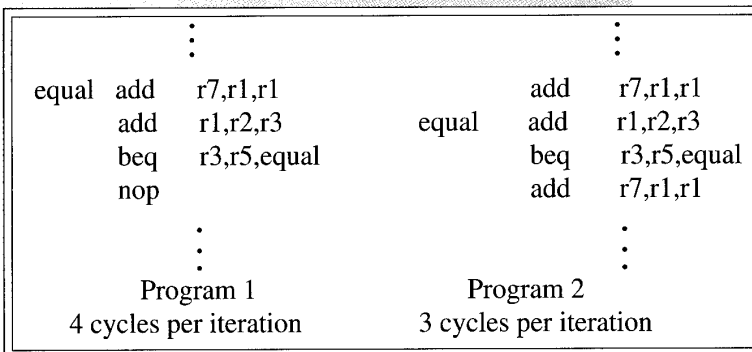 equal add r7,r1,r1
add r1,r2,r3
beq r3,r5,equal
nop
Program 1
4 cycles per iteration
add r7,r1,r1
equal add r1,r2,r3
beq r3,r5,equal
add r7,r1,r1
Program 2
3 cycles per iteration